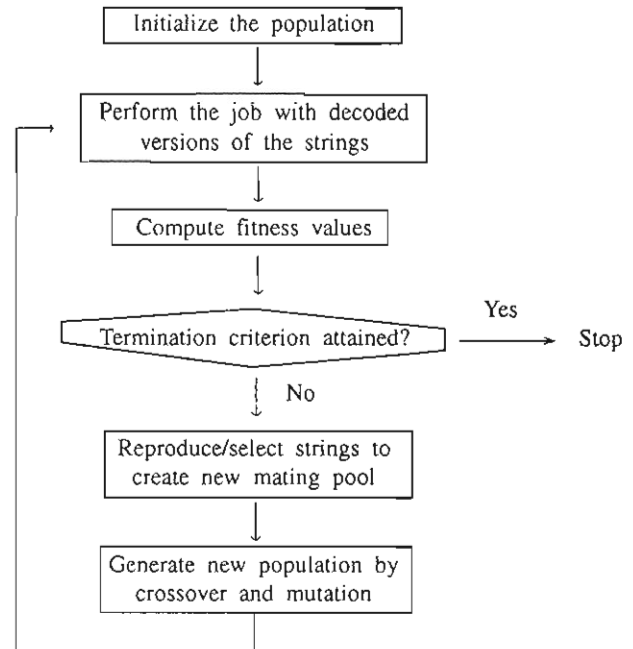 Initialize the population
Perform the job with decoded
versions of the strings
Compute fitness values
Termination criterion attained?
Yes
Stop
No
Reproduce/select strings to
create new mating pool
Generate new population by
crossover and mutation